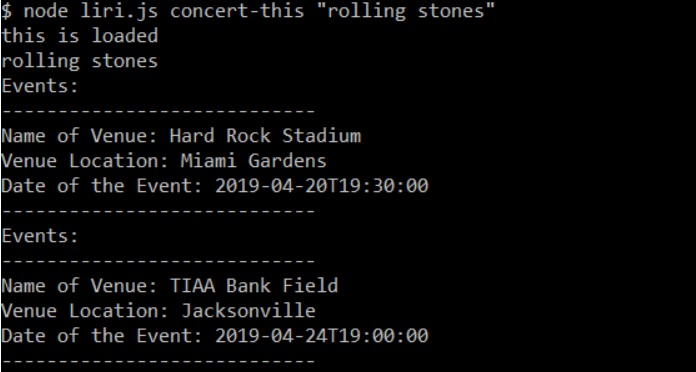 $ node liri.js concert-this "rolling stones"
this is loaded
rolling stones
Events:
----------------------------
Name of Venue: Hard Rock Stadium
Venue Location: Miami Gardens
Date of the Event: 2019-04-20T19:30:00
----------------------------
Events:
----------------------------
Name of Venue: TIAA Bank Field
Venue Location: Jacksonville
Date of the Event: 2019-04-24T19:00:00
----------------------------